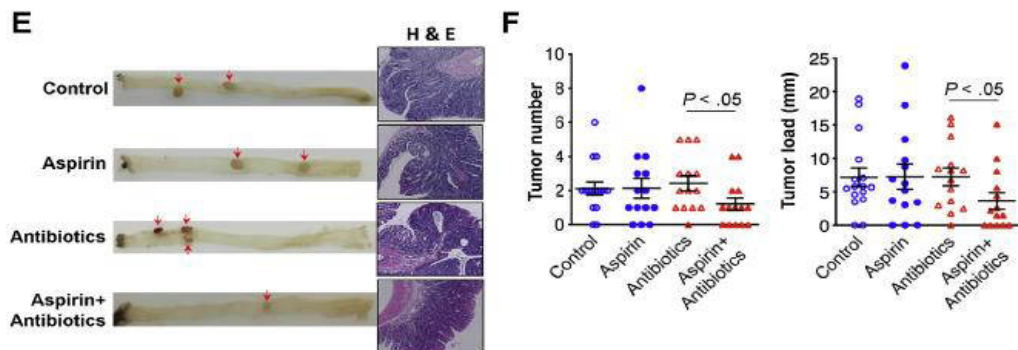 E
H & E
Control
Aspirin
Antibiotics
Aspirin+
Antibiotics
F
Tumor number
10
8
6
4
2
0
P < .05
Control
Aspirin
Antibiotics
Aspirin+
Antibiotics
Tumor load (mm)
25
20
15
10
5
0
P < .05
Control
Aspirin
Antibiotics
Aspirin+
Antibiotics